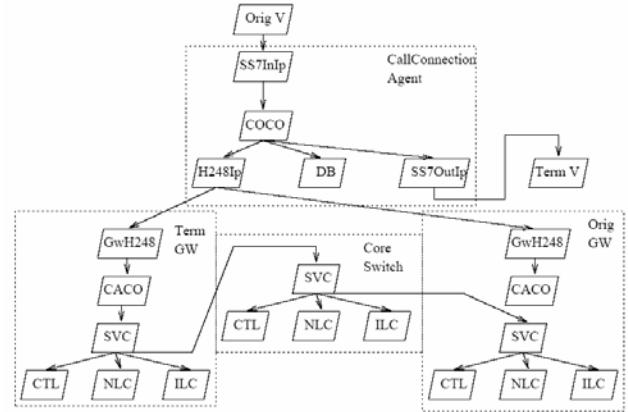 Orig V
SS7InIp
CallConnection
Agent
COCO
H248Ip
DB
SS7OutIp
Term V
GwH248
Term
GW
Core
Switch
GwH248
Orig
GW
CACO
SVC
CACO
SVC
CTL
NLC
ILC
SVC
CTL
NLC
ILC
CTL
NLC
ILC